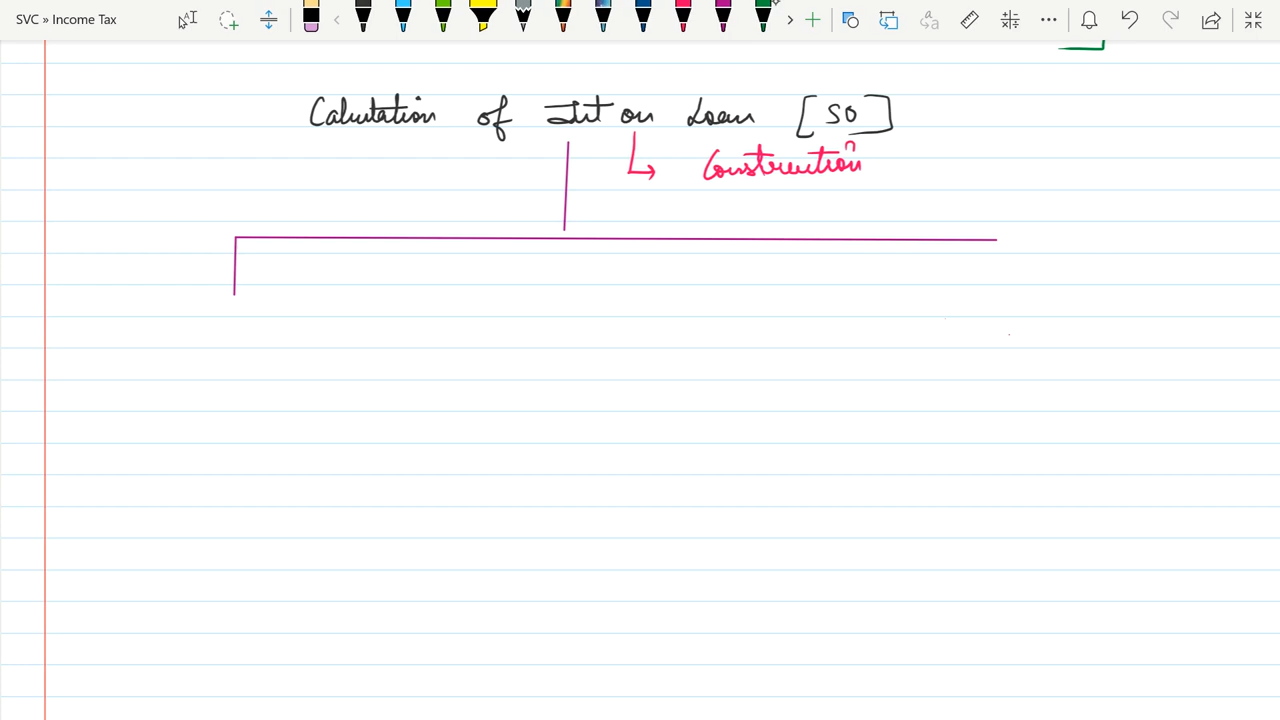 SVC » Income Tax
Calculation of Int on Loan [SO]
Construction